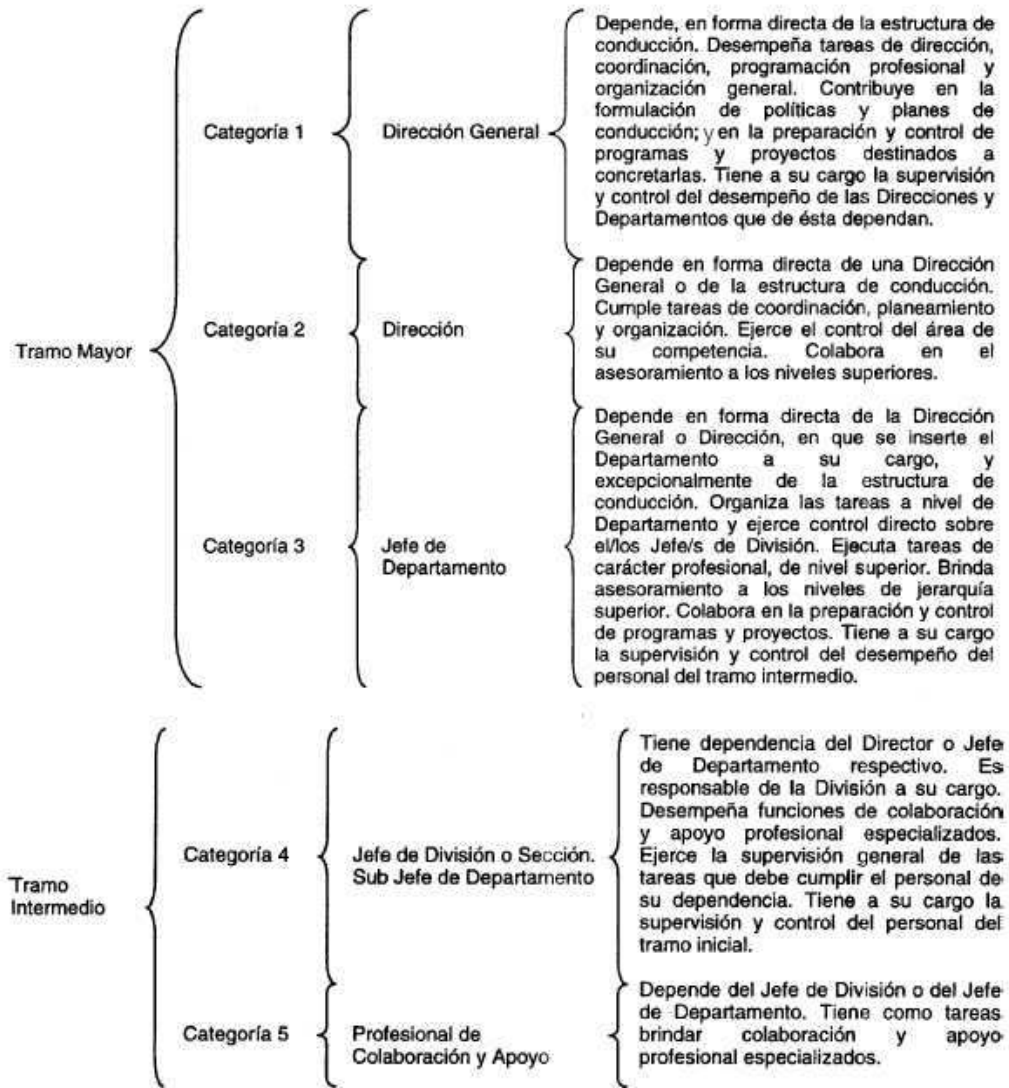 Tramo Mayor
Categoría 1
Dirección General
Depende, en forma directa de la estructura de
conducción. Desempeña tareas de dirección,
coordinación, programación profesional y
organización general. Contribuye en la
formulación de políticas y planes de
conducción; y en la preparación y control de
programas y proyectos destinados a
concretarlas. Tiene a su cargo la supervisión
y control del desempeño de las Direcciones y
Departamentos que de ésta dependan.
Categoría 2
Dirección
Depende en forma directa de una Dirección
General o de la estructura de conducción.
Cumple tareas de coordinación, planeamiento
y organización. Ejerce el control del área de
su competencia. Colabora en el
asesoramiento a los niveles superiores.
Categoría 3
Jefe de
Departamento
Depende en forma directa de la Dirección
General o Dirección, en que se inserte el
Departamento a su cargo, y
excepcionalmente de la estructura de
conducción. Organiza las tareas a nivel de
Departamento y ejerce control directo sobre
el/los Jefe/s de División. Ejecuta tareas de
carácter profesional, de nivel superior. Brinda
asesoramiento a los niveles de jerarquía
superior. Colabora en la preparación y control
de programas y proyectos. Tiene a su cargo
la supervisión y control del desempeño del
personal del tramo intermedio.
Tramo
Intermedio
Categoría 4
Jefe de División o Sección.
Sub Jefe de Departamento
Tiene dependencia del Director o Jefe
de Departamento respectivo. Es
responsable de la División a su cargo.
Desempeña funciones de colaboración
y apoyo profesional especializados.
Ejerce la supervisión general de las
tareas que debe cumplir el personal de
su dependencia. Tiene a su cargo la
supervisión y control del personal del
tramo inicial.
Categoría 5
Profesional de
Colaboración y Apoyo
Depende del Jefe de División o del Jefe
de Departamento. Tiene como tareas
brindar colaboración y apoyo
profesional especializados.